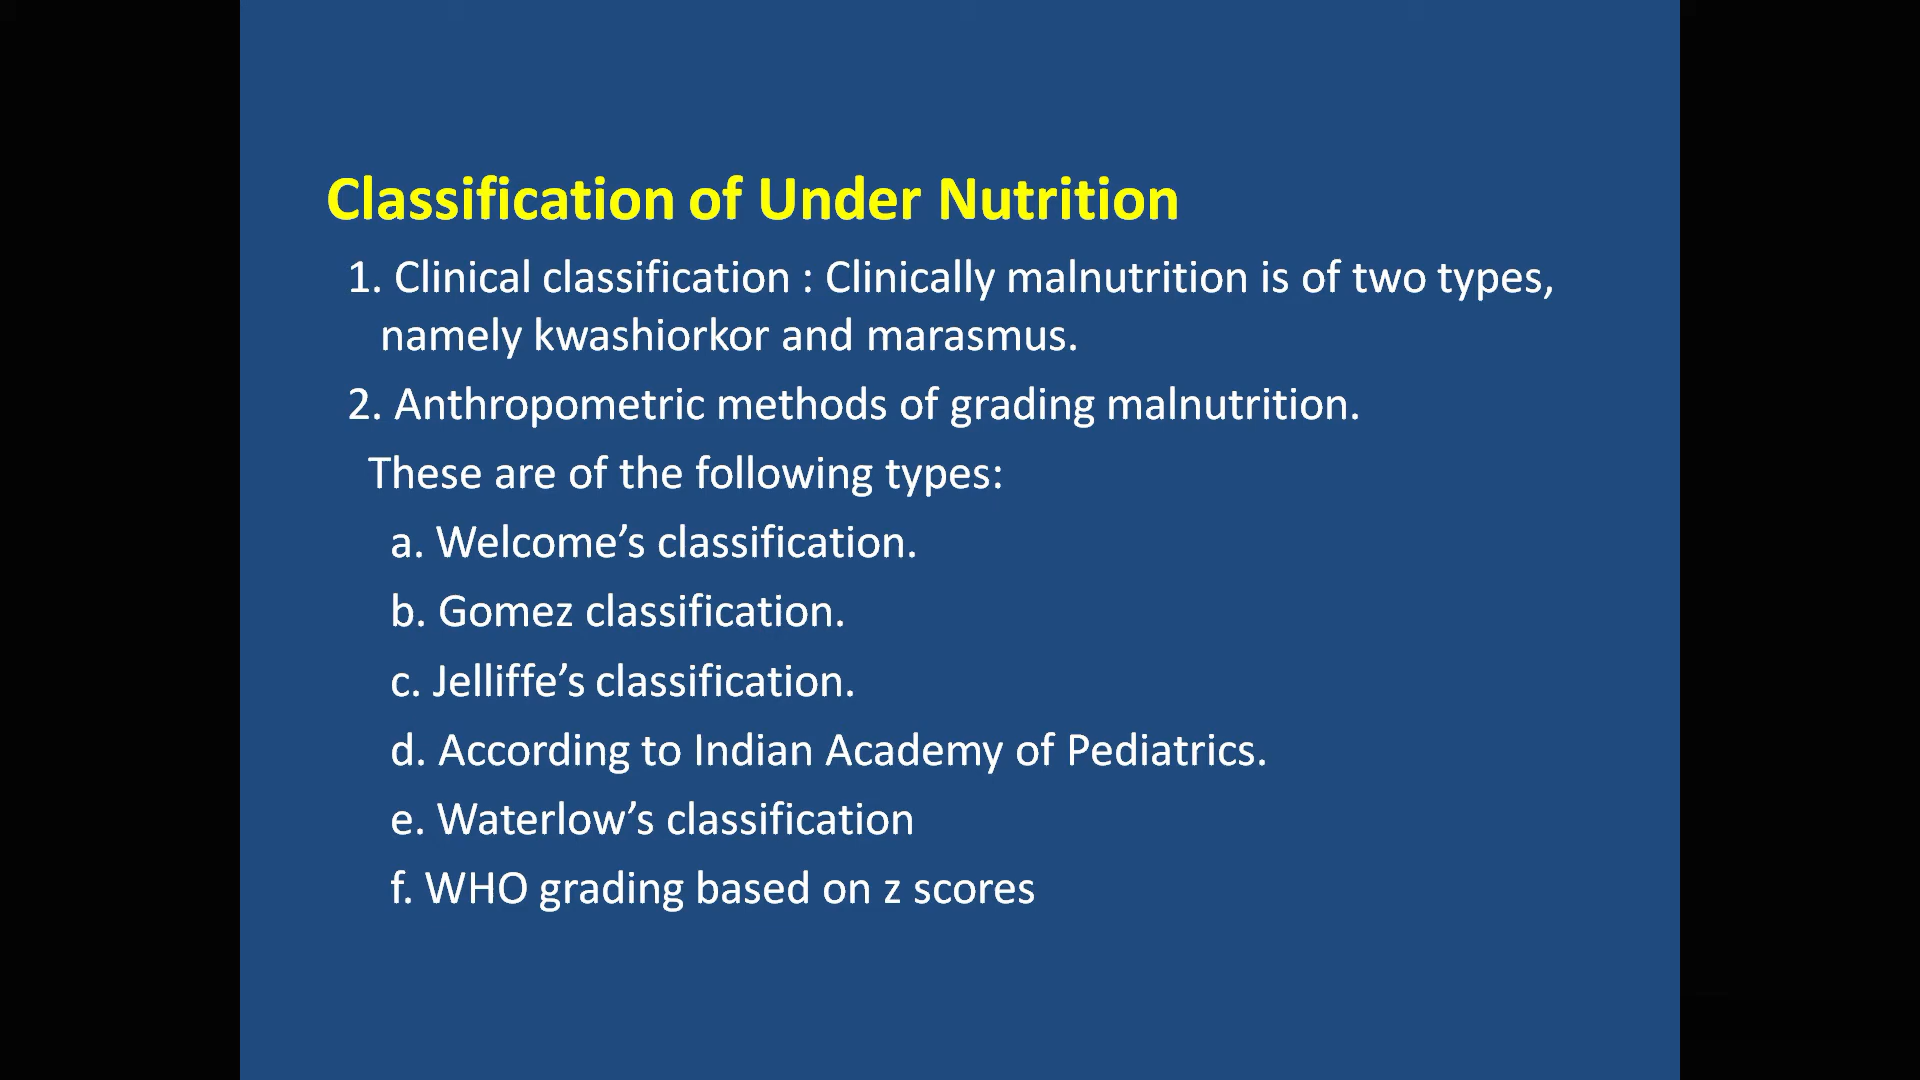 Classification of Under Nutrition
1. Clinical classification : Clinically malnutrition is of two types,
namely kwashiorkor and marasmus.
2. Anthropometric methods of grading malnutrition.
These are of the following types:
a. Welcome’s classification.
b. Gomez classification.
c. Jelliffe’s classification.
d. According to Indian Academy of Pediatrics.
e. Waterlow’s classification
f. WHO grading based on z scores